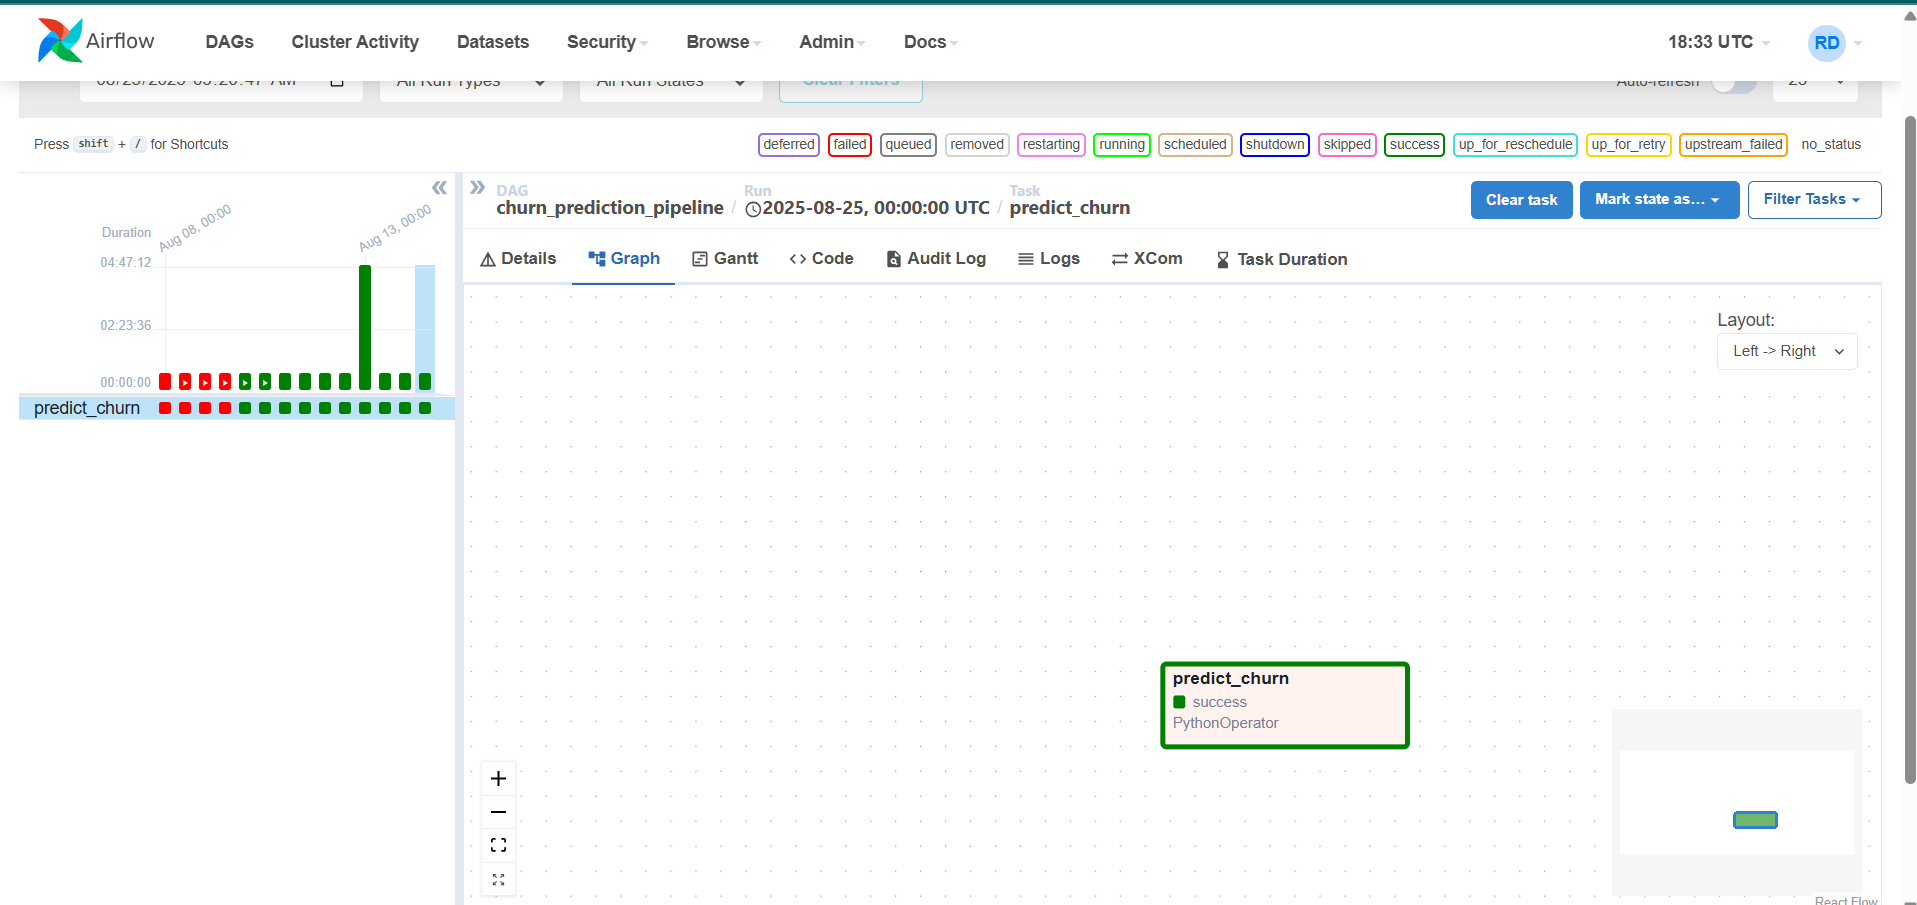 Airflow DAGs Cluster Activity Datasets Security Browse Admin Docs 18:33 UTC RD
All Run Types All Run States Clear Filters Auto-refresh 25
Press shift + / for Shortcuts
deferred failed queued removed restarting running scheduled shutdown skipped success up_for_reschedule up_for_retry upstream_failed no_status
Duration
Aug 08, 00:00
Aug 13, 00:00
04:47:12
02:23:36
00:00:00
predict_churn
DAG
churn_prediction_pipeline
/
Run
2025-08-25, 00:00:00 UTC
/
Task
predict_churn
Clear task Mark state as... Filter Tasks
Details Graph Gantt Code Audit Log Logs XCom Task Duration
Layout:
Left -> Right
predict_churn
success
PythonOperator
React Flow